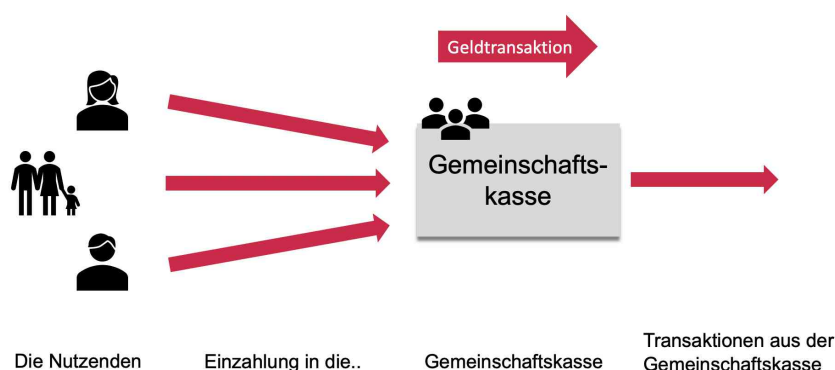 Geldtransaktion
Gemeinschafts-
kasse
Die Nutzenden
Einzahlung in die..
Gemeinschaftskasse
Transaktionen aus der
Gemeinschaftskasse